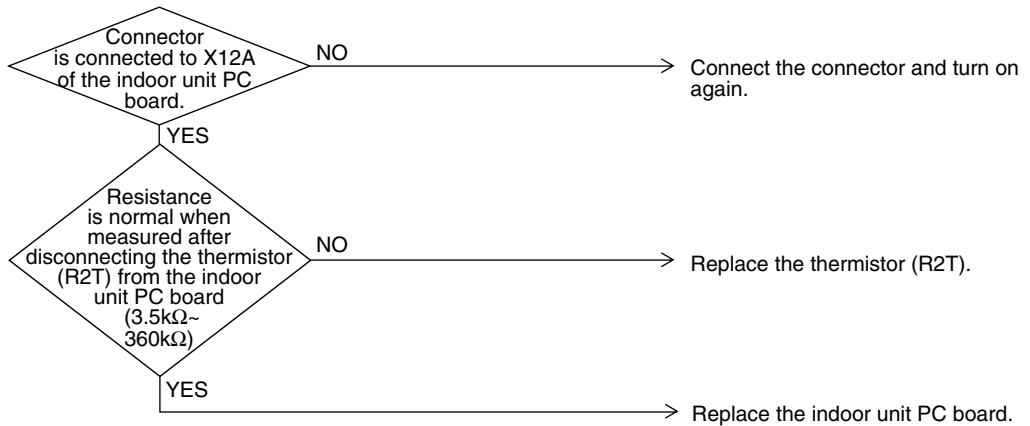 Connector
is connected to X12A
of the indoor unit PC
board.
NO
Connect the connector and turn on
again.
YES
Resistance
is normal when
measured after
disconnecting the thermistor
(R2T) from the indoor
unit PC board
(3.5kΩ~
360kΩ)
NO
Replace the thermistor (R2T).
YES
Replace the indoor unit PC board.